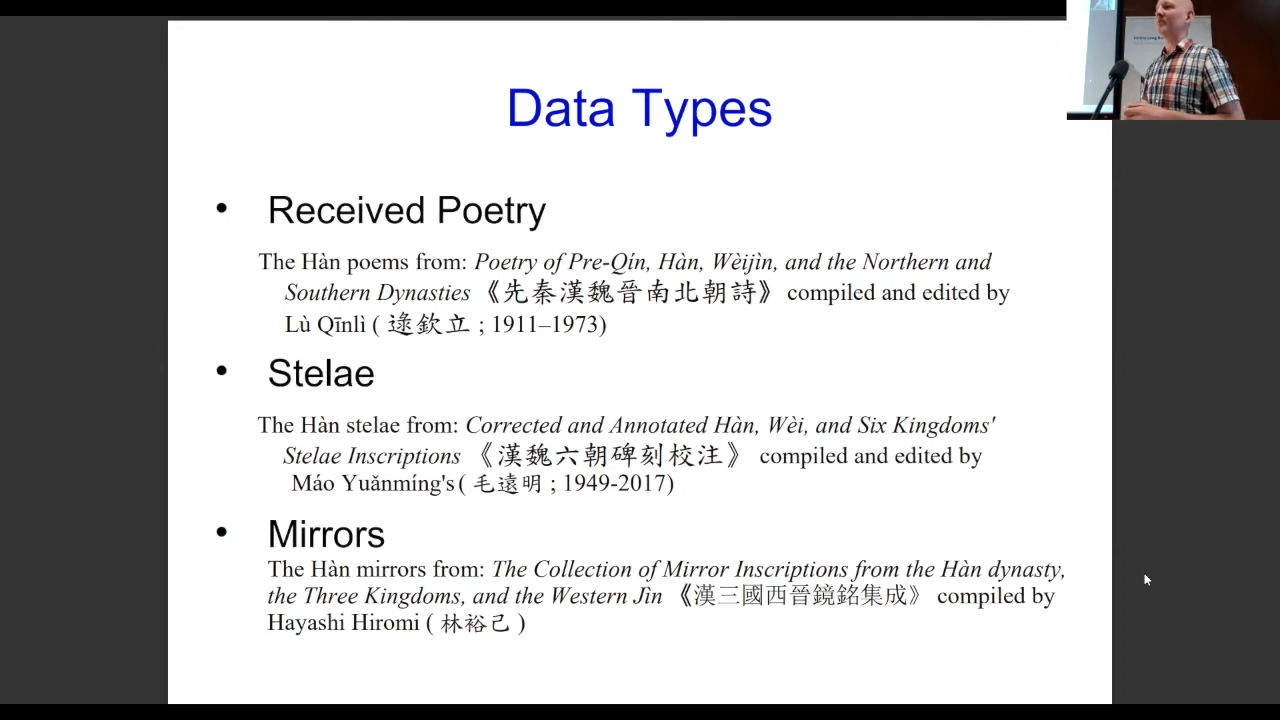 Data Types
• Received Poetry
The Hàn poems from: Poetry of Pre-Qín, Hàn, Wèijìn, and the Northern and
Southern Dynasties 《先秦漢魏晉南北朝詩》 compiled and edited by
Lù Qīnlì ( 逯欽立 ; 1911–1973)
• Stelae
The Hàn stelae from: Corrected and Annotated Hàn, Wèi, and Six Kingdoms'
Stelae Inscriptions 《漢魏六朝碑刻校注》 compiled and edited by
Máo Yuǎnmíng's ( 毛遠明 ; 1949-2017)
• Mirrors
The Hàn mirrors from: The Collection of Mirror Inscriptions from the Hàn dynasty,
the Three Kingdoms, and the Western Jìn 《漢三國西晉鏡銘集成》 compiled by
Hayashi Hiromi ( 林裕己 )